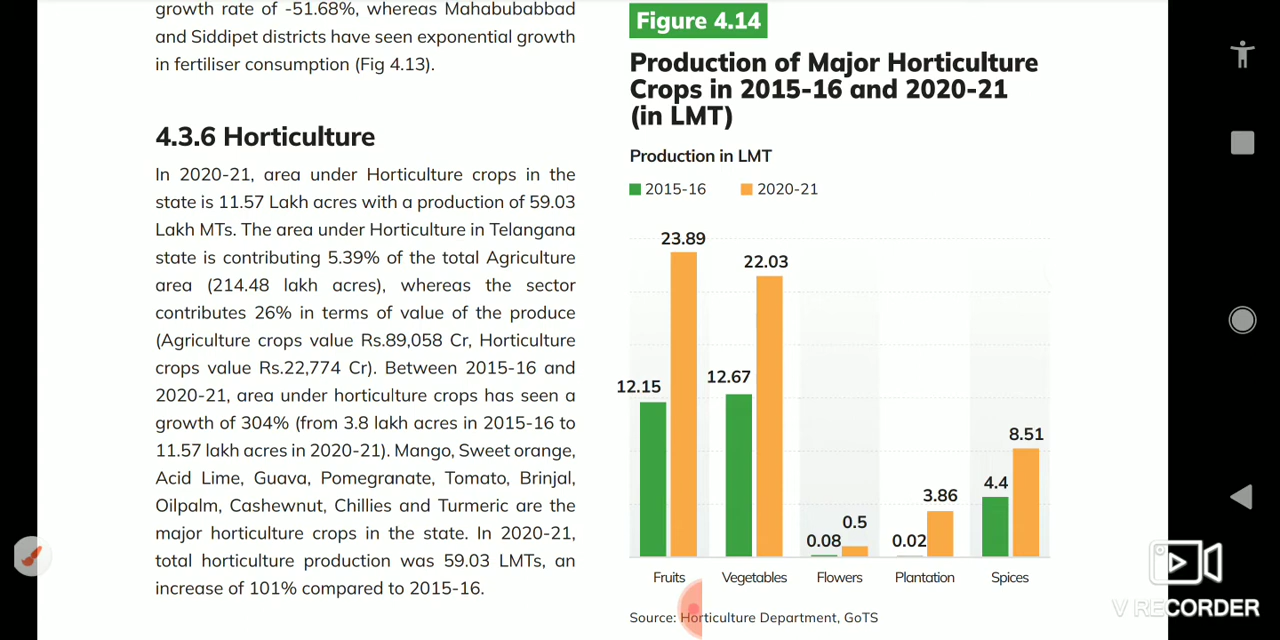 growth rate of -51.68%, whereas Mahabubabbad
and Siddipet districts have seen exponential growth
in fertiliser consumption (Fig 4.13).
4.3.6 Horticulture
In 2020-21, area under Horticulture crops in the
state is 11.57 Lakh acres with a production of 59.03
Lakh MTs. The area under Horticulture in Telangana
state is contributing 5.39% of the total Agriculture
area (214.48 lakh acres), whereas the sector
contributes 26% in terms of value of the produce
(Agriculture crops value Rs.89,058 Cr, Horticulture
crops value Rs.22,774 Cr). Between 2015-16 and
2020-21, area under horticulture crops has seen a
growth of 304% (from 3.8 lakh acres in 2015-16 to
11.57 lakh acres in 2020-21). Mango, Sweet orange,
Acid Lime, Guava, Pomegranate, Tomato, Brinjal,
Oilpalm, Cashewnut, Chillies and Turmeric are the
major horticulture crops in the state. In 2020-21,
total horticulture production was 59.03 LMTs, an
increase of 101% compared to 2015-16.
Figure 4.14
Production of Major Horticulture
Crops in 2015-16 and 2020-21
(in LMT)
Production in LMT
2015-16 2020-21
23.89
22.03
12.15
12.67
8.51
4.4
3.86
0.5
0.08
0.02
Fruits Vegetables Flowers Plantation Spices
Source: Horticulture Department, GoTS
V RECORDER